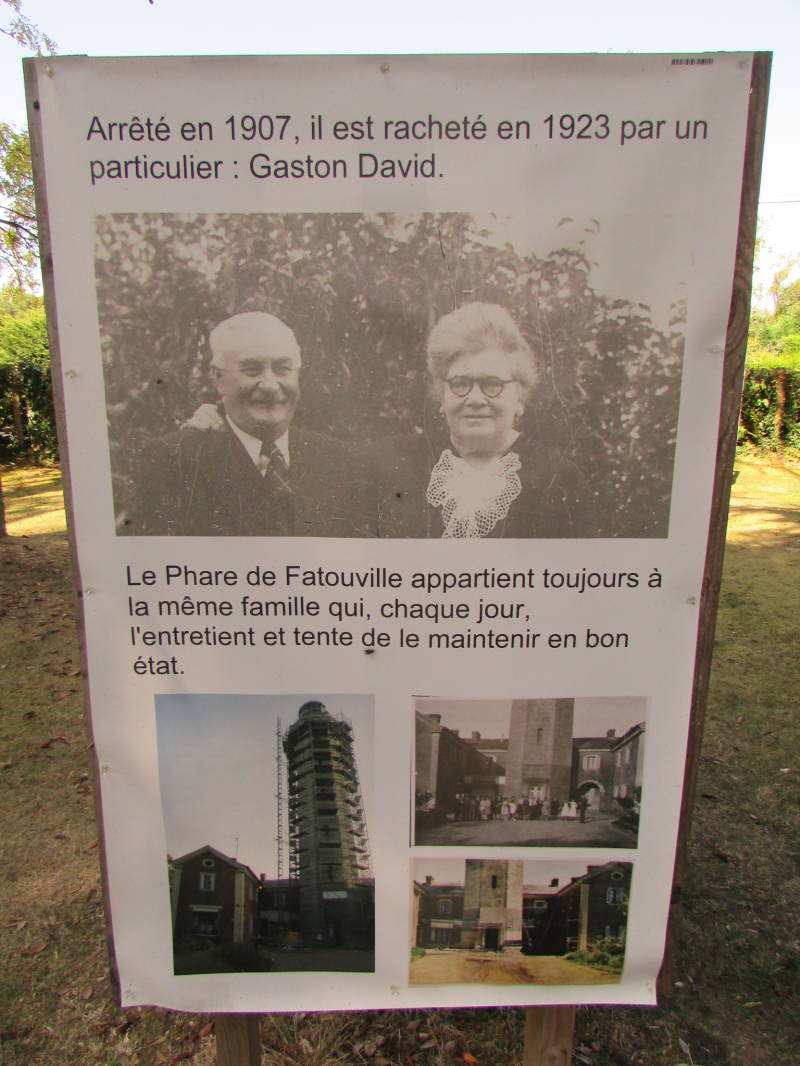 Arrêté en 1907, il est racheté en 1923 par un
particulier : Gaston David.
Le Phare de Fatouville appartient toujours à
la même famille qui, chaque jour,
l'entretient et tente de le maintenir en bon
état.